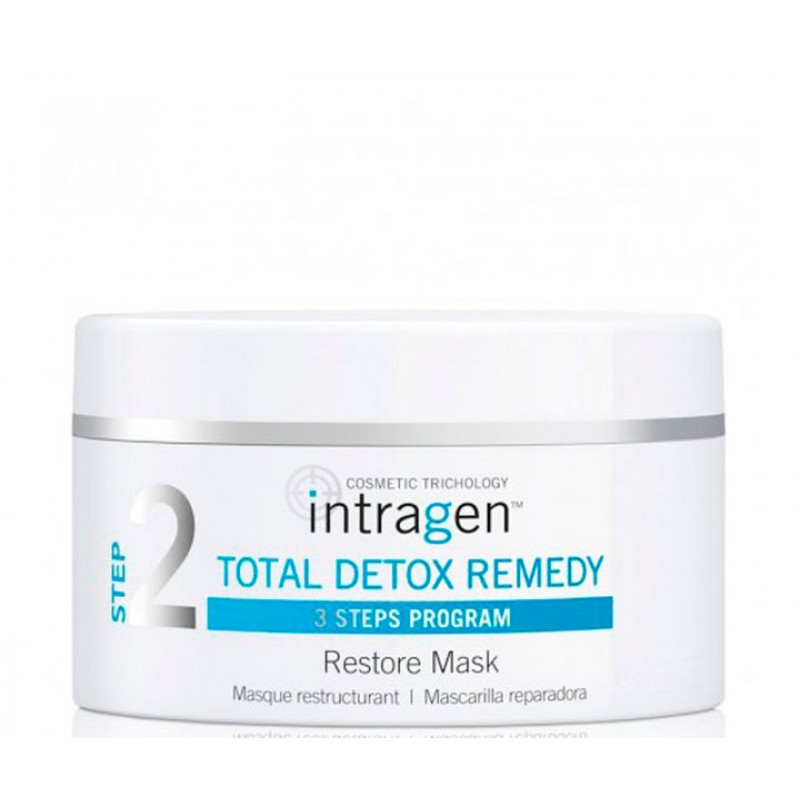 COSMETIC TRICHOLOGY
intragen™
STEP 2
TOTAL DETOX REMEDY
3 STEPS PROGRAM
Restore Mask
Masque restructurant | Mascarilla reparadora